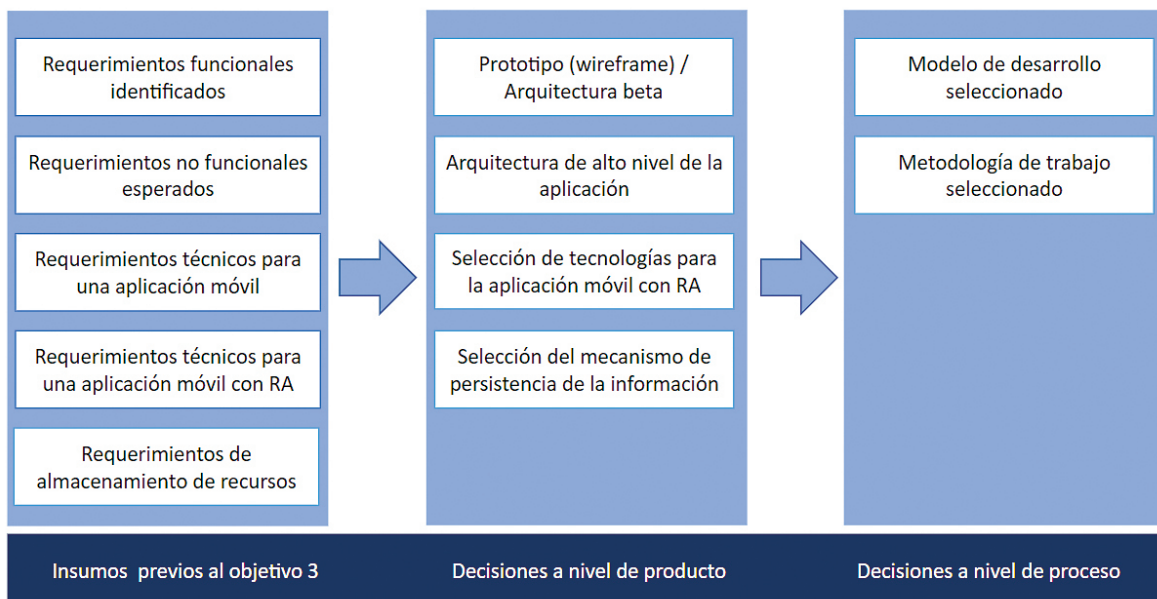 Requerimientos funcionales
identificados
Requerimientos no funcionales
esperados
Requerimientos técnicos para
una aplicación móvil
Requerimientos técnicos para
una aplicación móvil con RA
Requerimientos de
almacenamiento de recursos
Insumos previos al objetivo 3
Prototipo (wireframe) /
Arquitectura beta
Arquitectura de alto nivel de la
aplicación
Selección de tecnologías para
la aplicación móvil con RA
Selección del mecanismo de
persistencia de la información
Decisiones a nivel de producto
Modelo de desarrollo
seleccionado
Metodología de trabajo
seleccionado
Decisiones a nivel de proceso